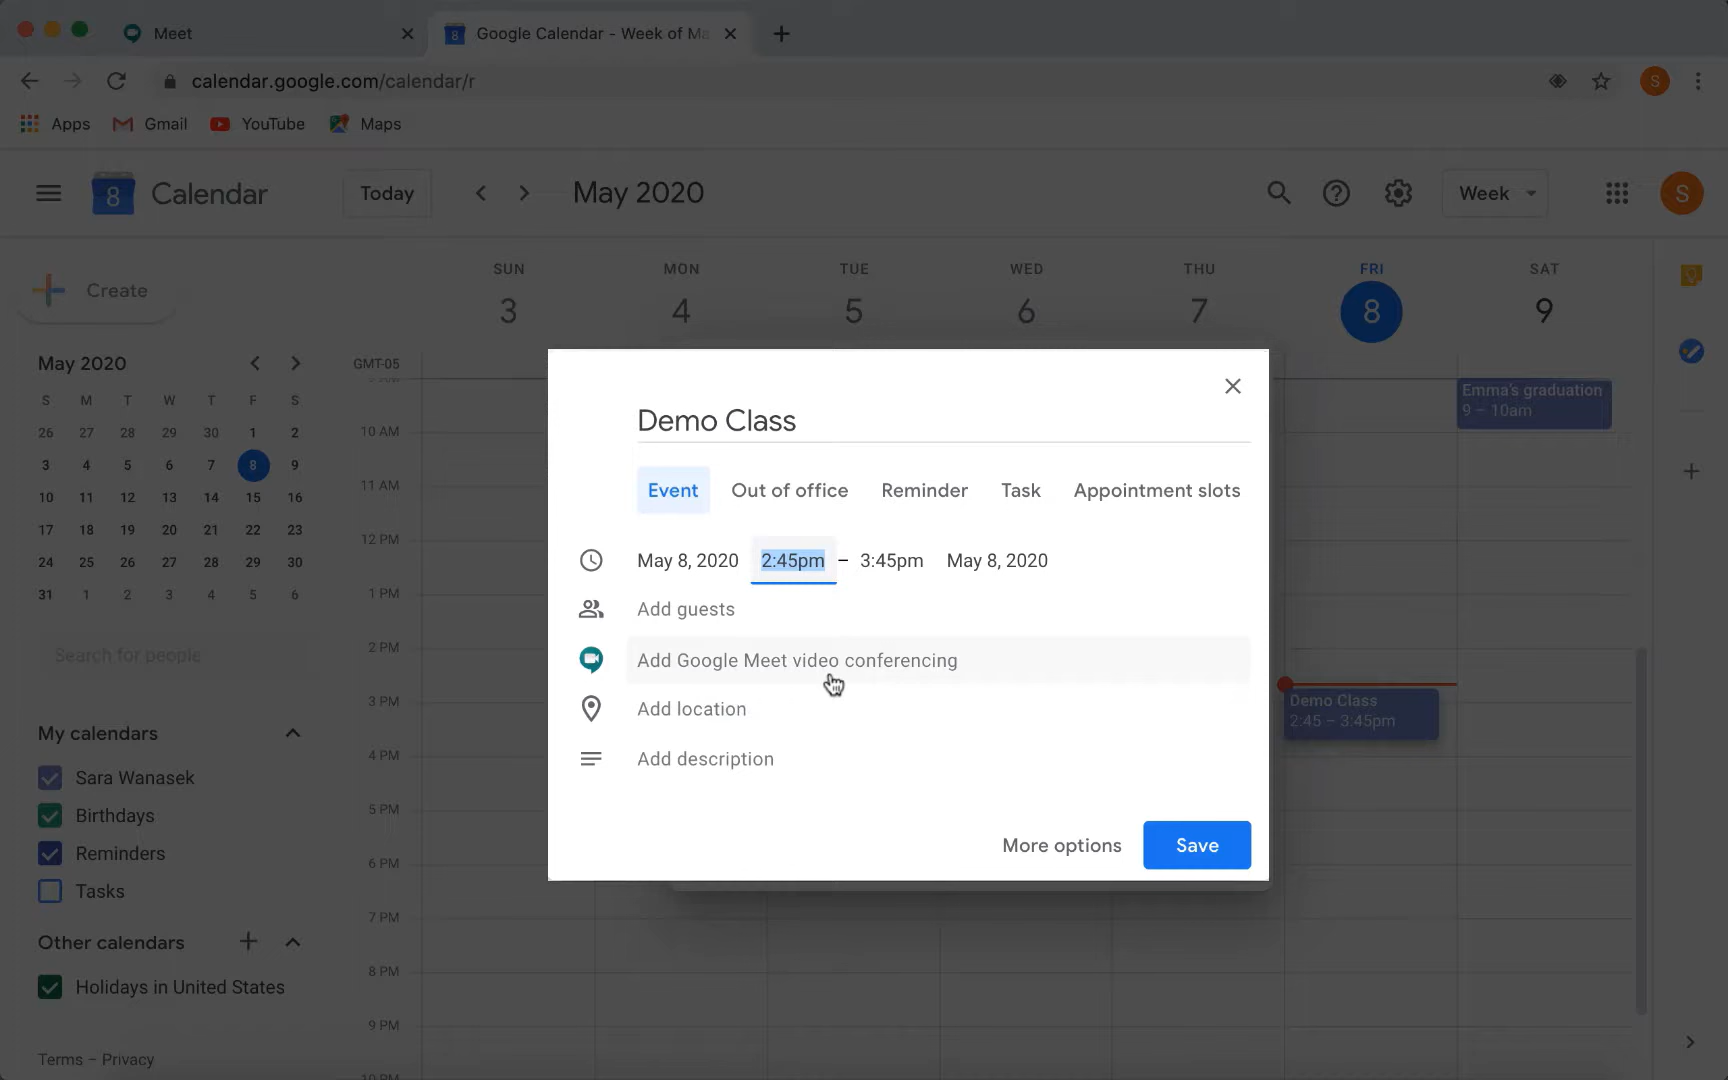 Meet
Google Calendar - Week of Ma
calendar.google.com/calendar/r
S
Apps Gmail YouTube Maps
8 Calendar Today May 2020 Week S
Create
SUN MON TUE WED THU FRI SAT
3 4 5 6 7 8 9
May 2020
GMT-05
S M T W T F S
26 27 28 29 30 1 2
3 4 5 6 7 8 9
10 11 12 13 14 15 16
17 18 19 20 21 22 23
24 25 26 27 28 29 30
31 1 2 3 4 5 6
Search for people
My calendars
Sara Wanasek
Birthdays
Reminders
Tasks
Other calendars
Holidays in United States
Terms – Privacy
9 AM
10 AM
11 AM
12 PM
1 PM
2 PM
3 PM
4 PM
5 PM
6 PM
7 PM
8 PM
9 PM
10 PM
Emma's graduation
9 – 10am
Demo Class
2:45 – 3:45pm
Demo Class
Event Out of office Reminder Task Appointment slots
May 8, 2020 2:45pm – 3:45pm May 8, 2020
Add guests
Add Google Meet video conferencing
Add location
Add description
More options Save